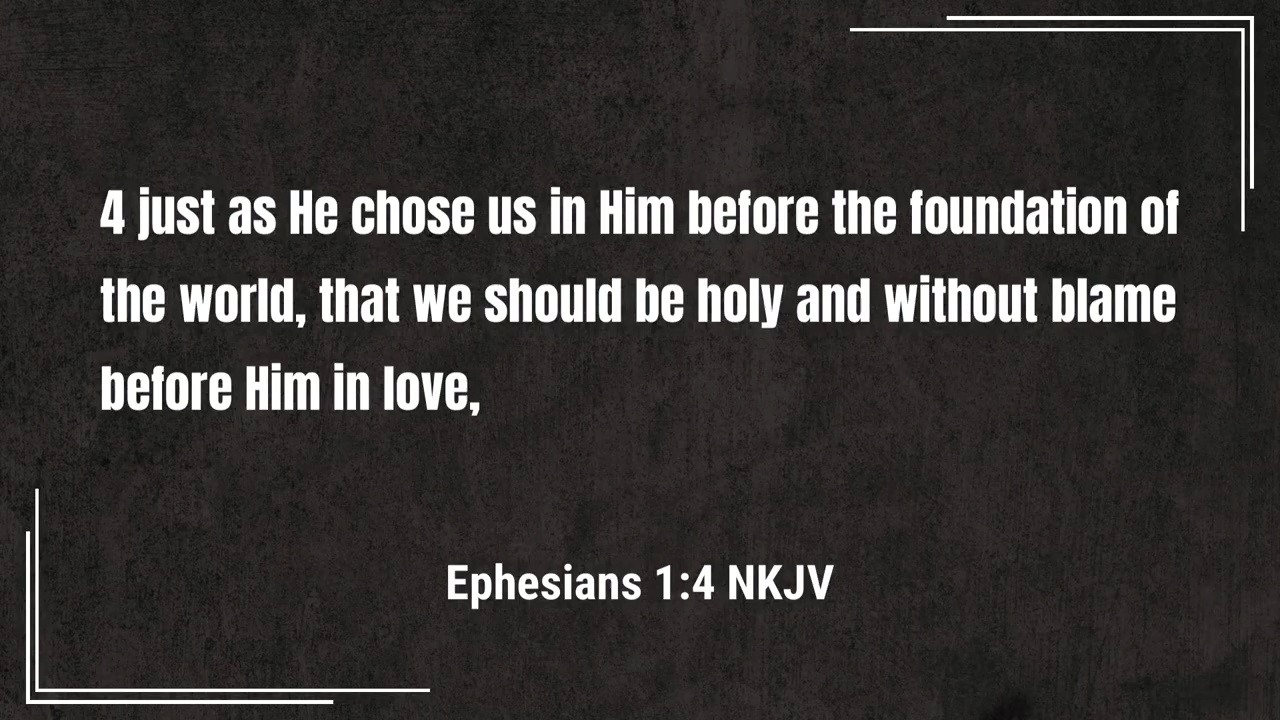 4 just as He chose us in Him before the foundation of
the world, that we should be holy and without blame
before Him in love,
Ephesians 1:4 NKJV